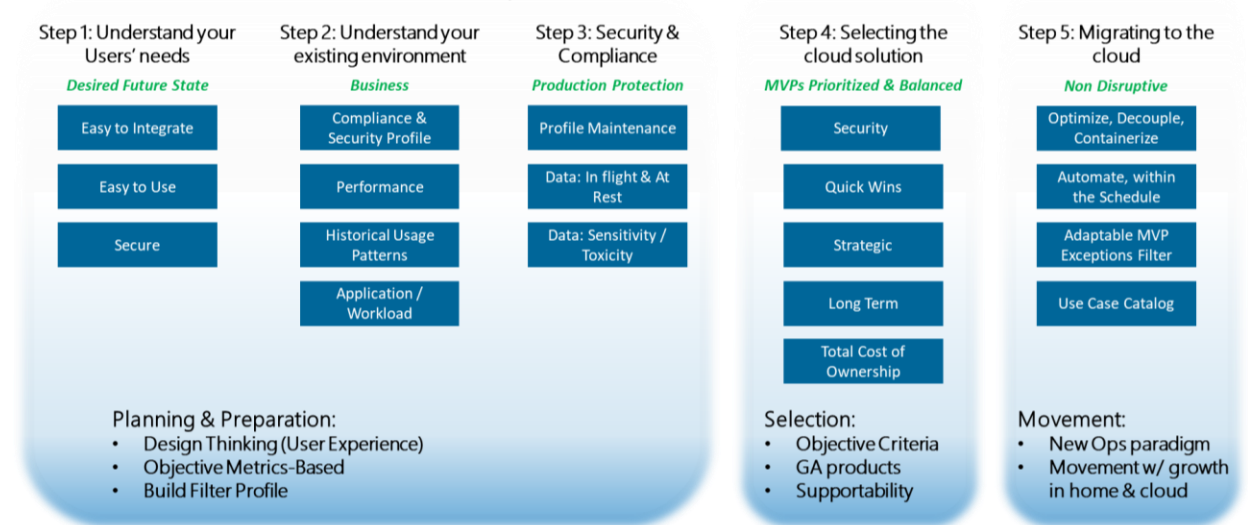 Step 1: Understand your
Users' needs
Desired Future State
Easy to Integrate
Easy to Use
Secure
Step 2: Understand your
existing environment
Business
Compliance &
Security Profile
Performance
Historical Usage
Patterns
Application /
Workload
Step 3: Security &
Compliance
Production Protection
Profile Maintenance
Data: In flight & At
Rest
Data: Sensitivity /
Toxicity
Planning & Preparation:
• Design Thinking (User Experience)
• Objective Metrics-Based
• Build Filter Profile
Step 4: Selecting the
cloud solution
MVPs Prioritized & Balanced
Security
Quick Wins
Strategic
Long Term
Total Cost of
Ownership
Selection:
• Objective Criteria
• GA products
• Supportability
Step 5: Migrating to the
cloud
Non Disruptive
Optimize, Decouple,
Containerize
Automate, within
the Schedule
Adaptable MVP
Exceptions Filter
Use Case Catalog
Movement:
• New Ops paradigm
• Movement w/ growth
in home & cloud